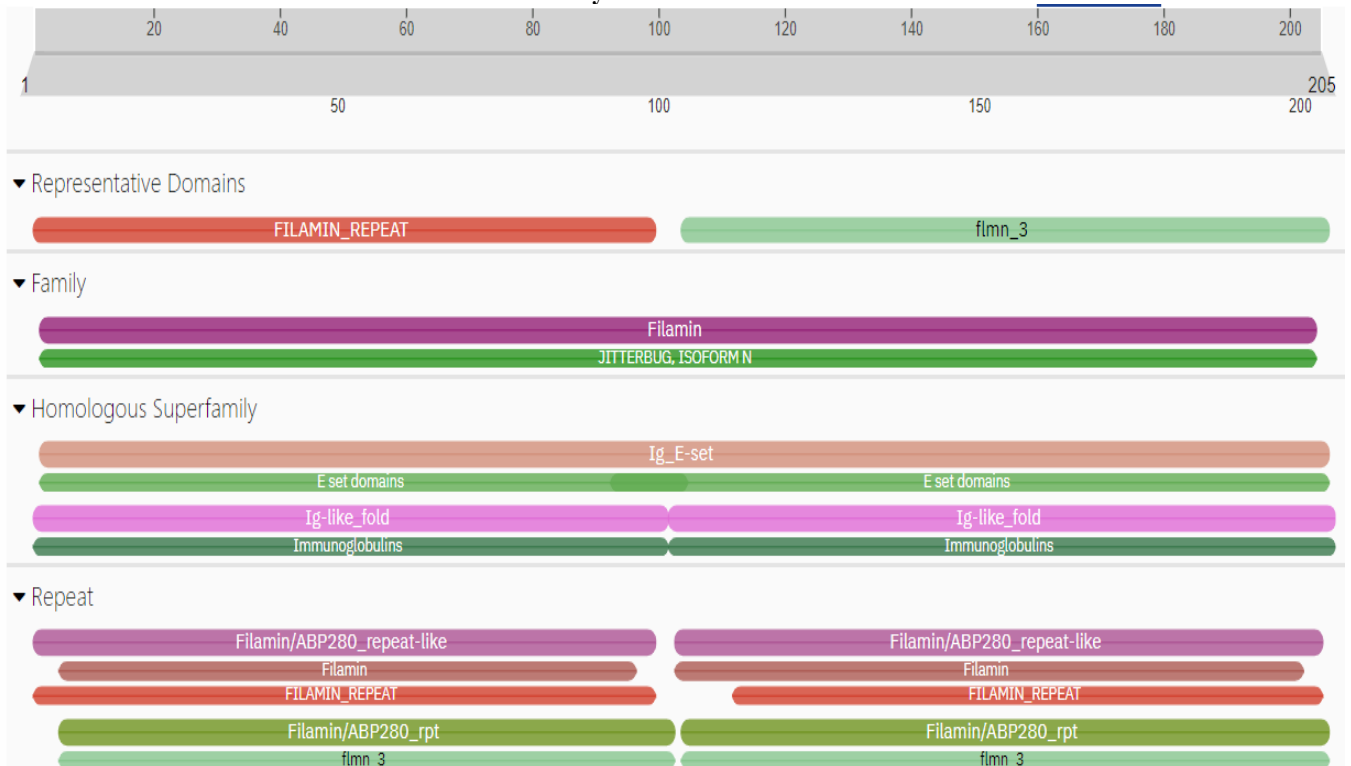 20 40 60 80 100 120 140 160 180 200
1 205
50 100 150 200
Representative Domains
FILAMIN_REPEAT flmn_3
Family
Filamin
JITTERBUG, ISOFORM N
Homologous Superfamily
Ig_E-set
E set domains E set domains
Ig-like_fold Ig-like_fold
Immunoglobulins Immunoglobulins
Repeat
Filamin/ABP280_repeat-like Filamin/ABP280_repeat-like
Filamin Filamin
FILAMIN_REPEAT FILAMIN_REPEAT
Filamin/ABP280_rpt Filamin/ABP280_rpt
flmn_3 flmn_3